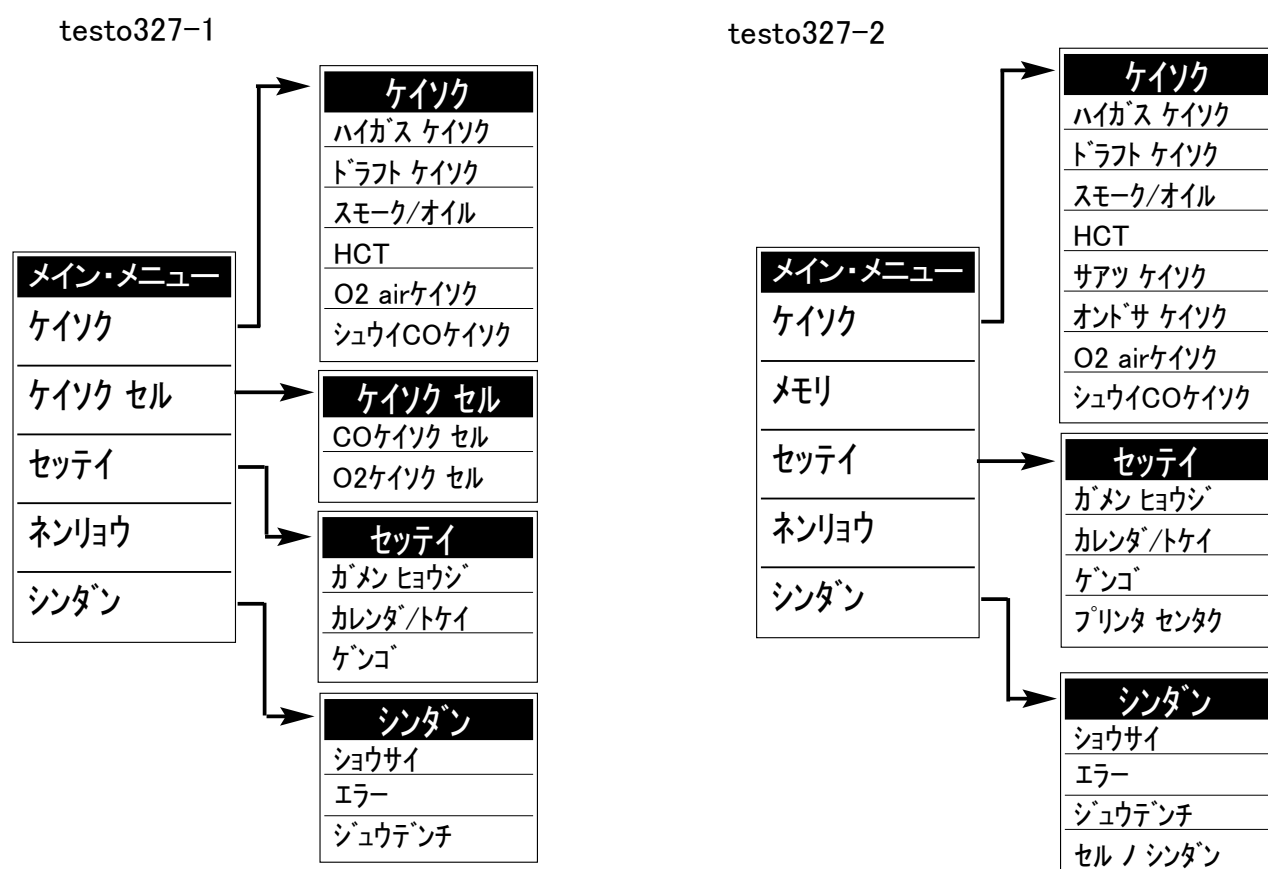 testo327-1
ケイソク
ハイガス ケイソク
ドラフト ケイソク
スモーク/オイル
HCT
O2 airケイソク
シュウイCOケイソク
メイン・メニュー
ケイソク
ケイソク セル
セッテイ
ネンリョウ
シンダン
ケイソク セル
COケイソク セル
O2ケイソク セル
セッテイ
ガメン ヒョウジ
カレンダ/トケイ
ゲンゴ
シンダン
ショウサイ
エラー
ジュウデンチ
testo327-2
ケイソク
ハイガス ケイソク
ドラフト ケイソク
スモーク/オイル
HCT
サアツ ケイソク
オンドサ ケイソク
O2 airケイソク
シュウイCOケイソク
メイン・メニュー
ケイソク
メモリ
セッテイ
ネンリョウ
シンダン
セッテイ
ガメン ヒョウジ
カレンダ/トケイ
ゲンゴ
プリンタ センタク
シンダン
ショウサイ
エラー
ジュウデンチ
セル ノ シンダン